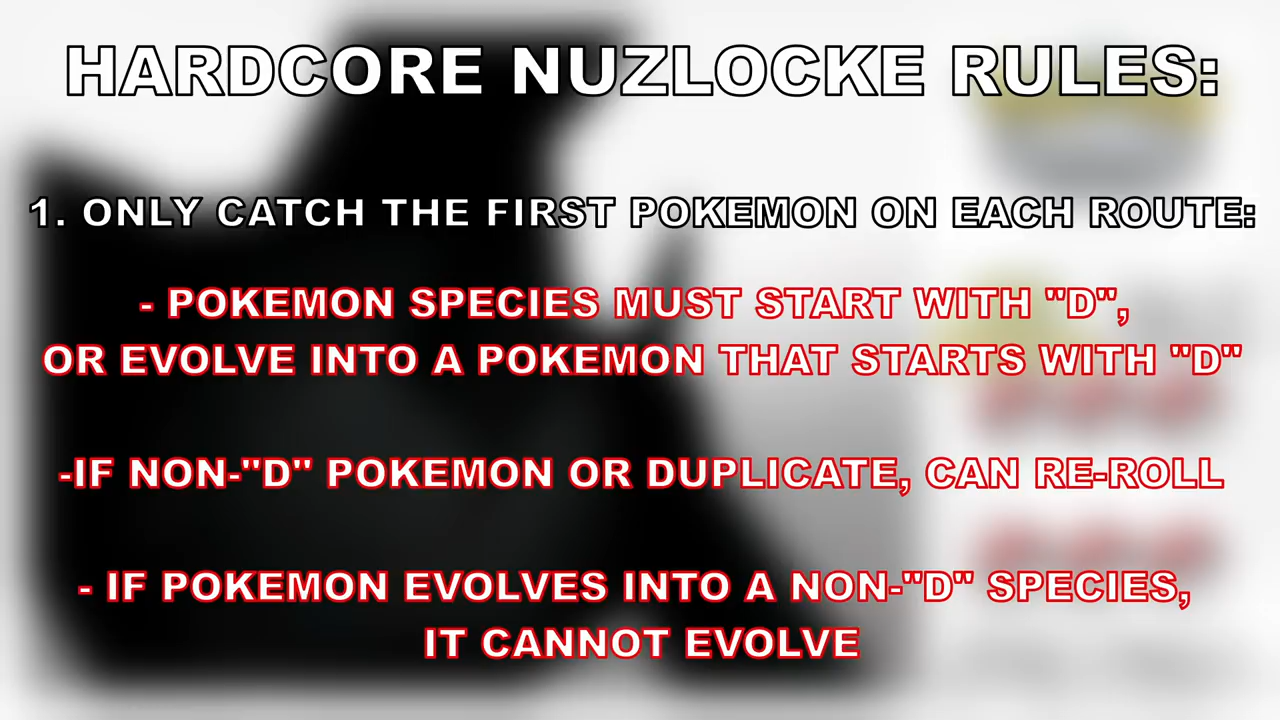 HARDCORE NUZLOCKE RULES:
1. ONLY CATCH THE FIRST POKEMON ON EACH ROUTE:
- POKEMON SPECIES MUST START WITH "D",
OR EVOLVE INTO A POKEMON THAT STARTS WITH "D"
-IF NON-"D" POKEMON OR DUPLICATE, CAN RE-ROLL
- IF POKEMON EVOLVES INTO A NON-"D" SPECIES,
IT CANNOT EVOLVE